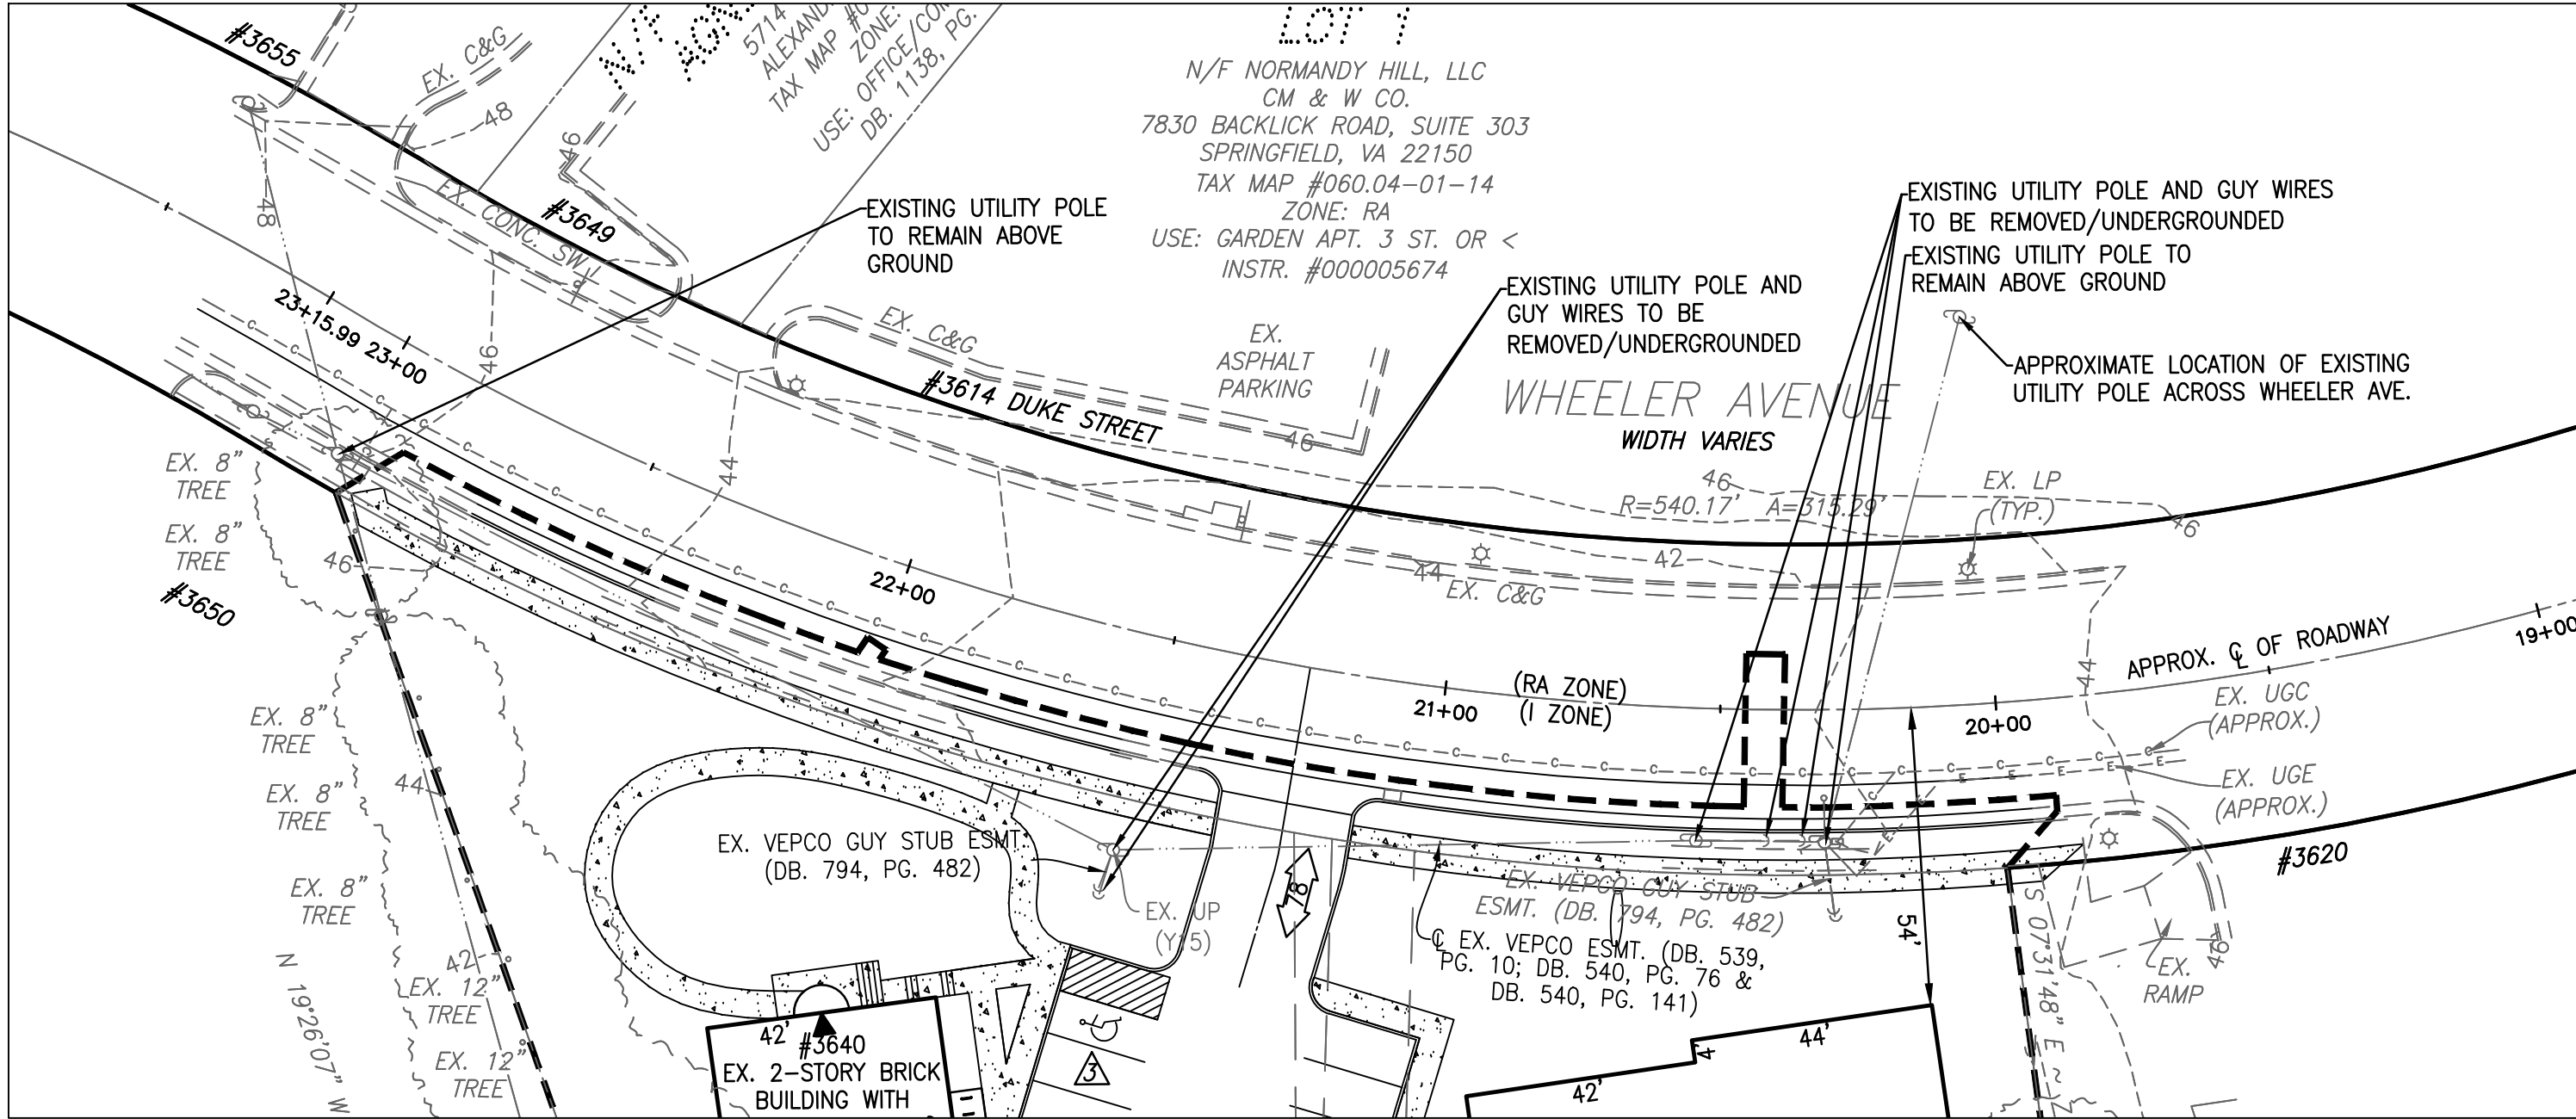 #3655
EX. C&G
48
5714
TAX MAP
ZONE:
USE: OFFICE/COM
DB. 1138, PG.
46
LOT 1
N/F NORMANDY HILL, LLC
CM & W CO.
7830 BACKLICK ROAD, SUITE 303
SPRINGFIELD, VA 22150
TAX MAP #060.04-01-14
ZONE: RA
USE: GARDEN APT. 3 ST. OR <
INSTR. #000005674
48
EX. CONC. SW
#3649
EXISTING UTILITY POLE
TO REMAIN ABOVE
GROUND
EXISTING UTILITY POLE AND GUY WIRES
TO BE REMOVED/UNDERGROUNDED
EXISTING UTILITY POLE TO
REMAIN ABOVE GROUND
EXISTING UTILITY POLE AND
GUY WIRES TO BE
REMOVED/UNDERGROUNDED
APPROXIMATE LOCATION OF EXISTING
UTILITY POLE ACROSS WHEELER AVE.
23+15.99
23+00
46
EX. C&G
EX.
ASPHALT
PARKING
#3614 DUKE STREET
46
WHEELER AVENUE
WIDTH VARIES
44
EX. 8"
TREE
EX. 8"
TREE
46
#3650
46
R=540.17' A=315.29'
EX. LP
(TYP.)
46
42
44
EX. C&G
22+00
(RA ZONE)
(I ZONE)
21+00
20+00
19+00
APPROX. ℄ OF ROADWAY
44
EX. UGC
(APPROX.)
EX. UGE
(APPROX.)
EX. 8"
TREE
EX. 8"
TREE
44
EX. 8"
TREE
EX. VEPCO GUY STUB ESMT.
(DB. 794, PG. 482)
EX. UP
78
EX. VEPCO GUY STUB
ESMT. (DB. 794, PG. 482)
℄ EX. VEPCO ESMT. (DB. 539,
PG. 10; DB. 540, PG. 76 &
DB. 540, PG. 141)
54'
#3620
S 07°31'48" E
46
EX.
RAMP
N 19°26'07" W
42
EX. 12"
TREE
EX. 12"
TREE
42'
#3640
EX. 2-STORY BRICK
BUILDING WITH
3
4'
44'
42'